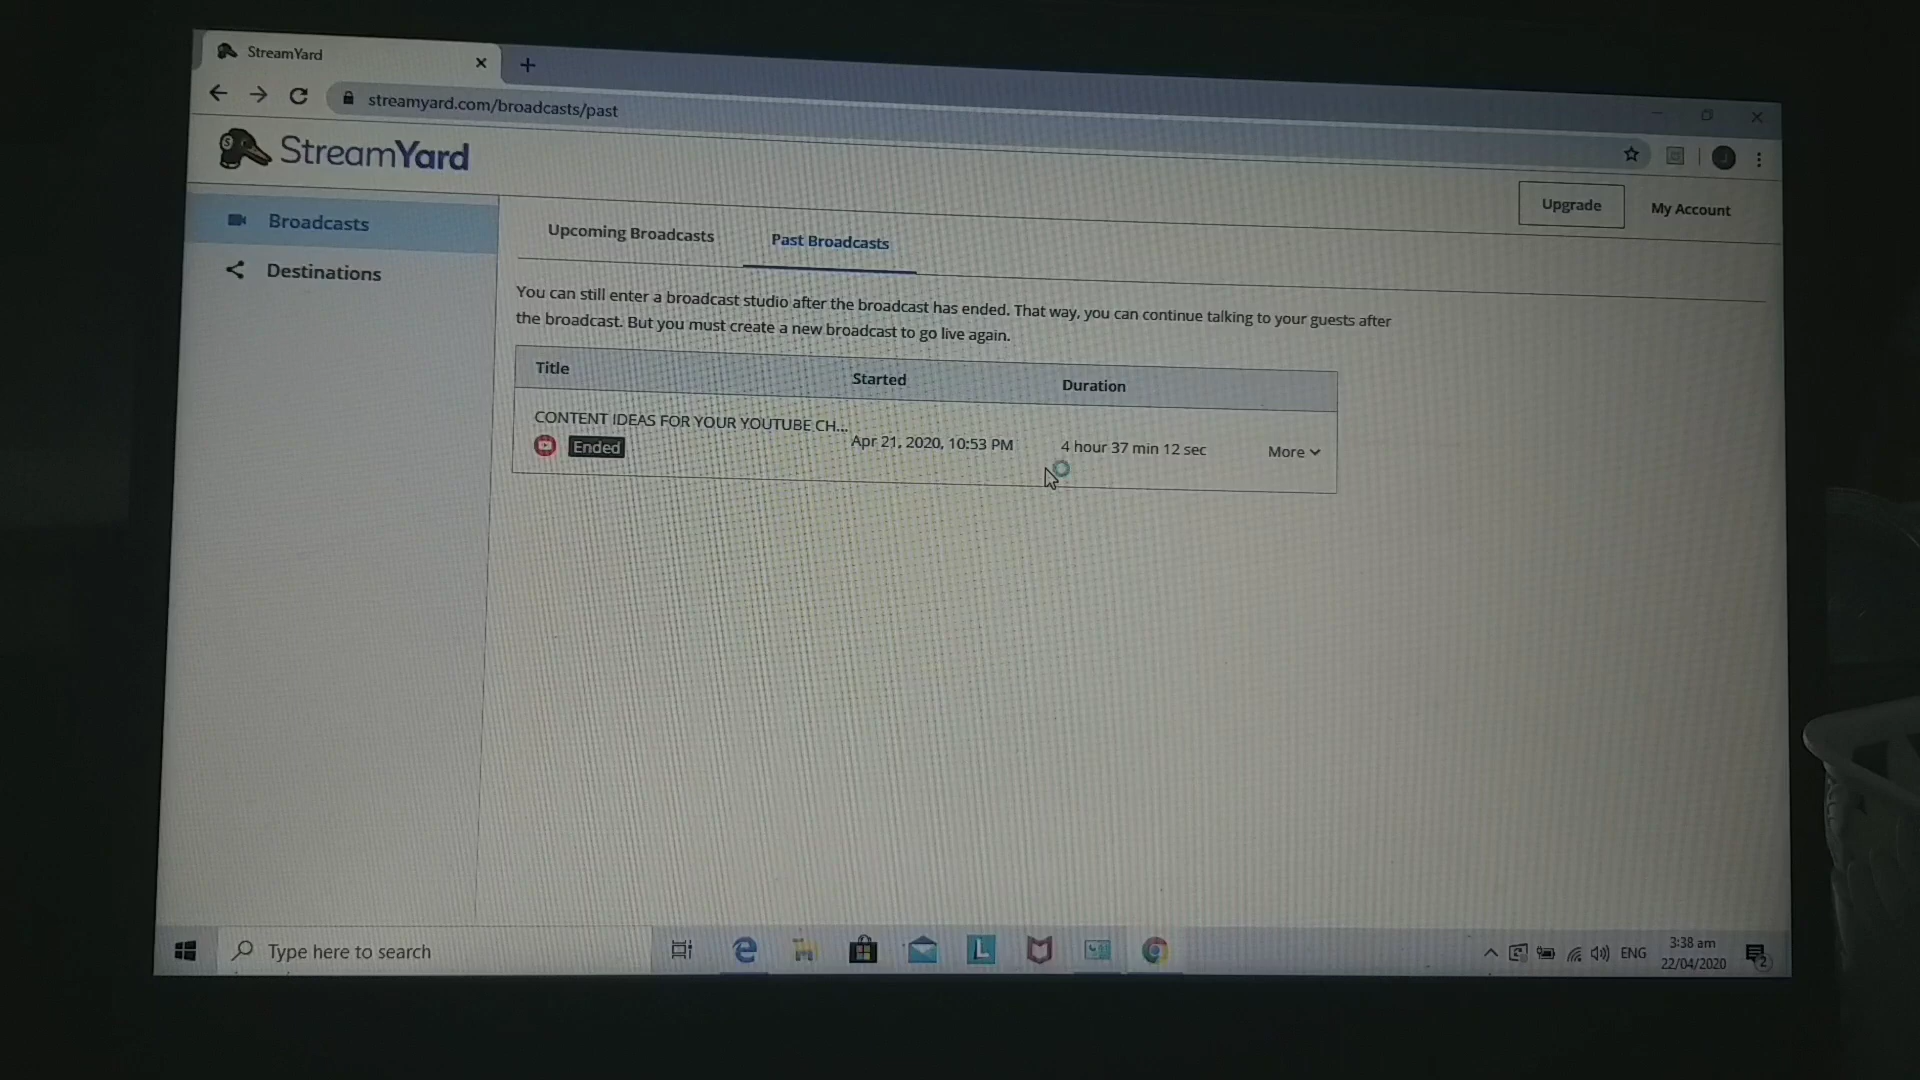 StreamYard
streamyard.com/broadcasts/past
StreamYard
Upgrade
My Account
Broadcasts
Destinations
Upcoming Broadcasts
Past Broadcasts
You can still enter a broadcast studio after the broadcast has ended. That way, you can continue talking to your guests after
the broadcast. But you must create a new broadcast to go live again.
Title Started Duration
CONTENT IDEAS FOR YOUR YOUTUBE CH...
Ended
Apr 21, 2020, 10:53 PM
4 hour 37 min 12 sec
More
Type here to search
L
ENG
3:38 am
22/04/2020
2